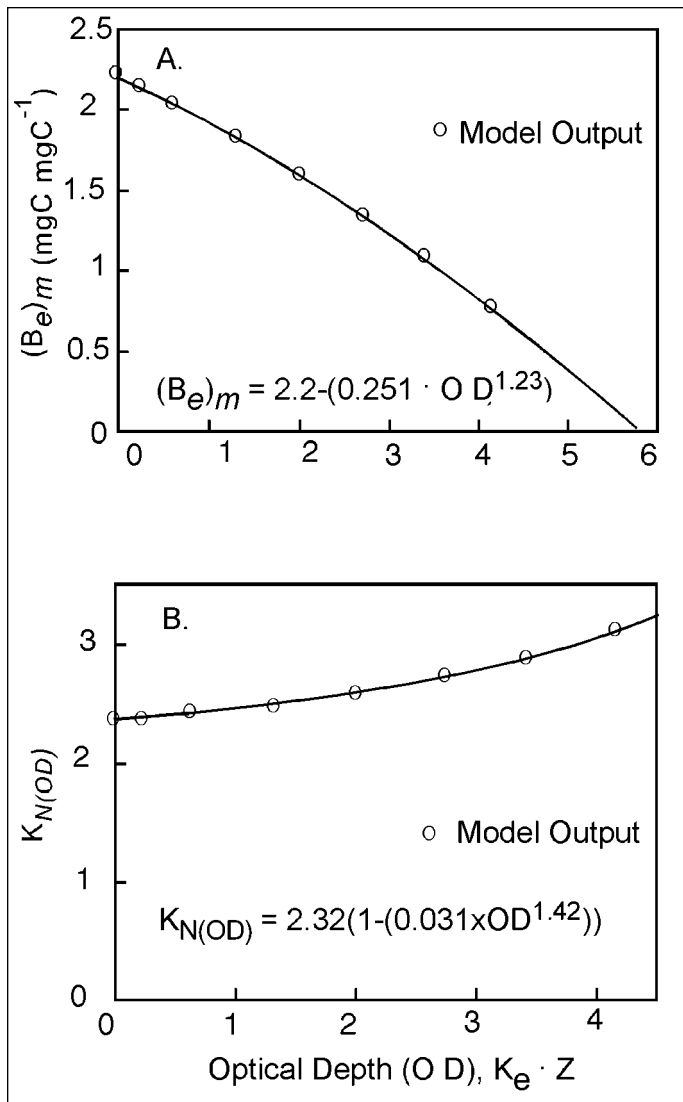 A.
2.5
2
1.5
1
0.5
0
(Be)m (mgC mgC-1)
Model Output
(Be)m = 2.2-(0.251 · O D1.23)
0 1 2 3 4 5 6
B.
3
2
1
0
KN(OD)
Model Output
KN(OD) = 2.32(1-(0.031xOD1.42))
0 1 2 3 4
Optical Depth (O D), Ke · Z